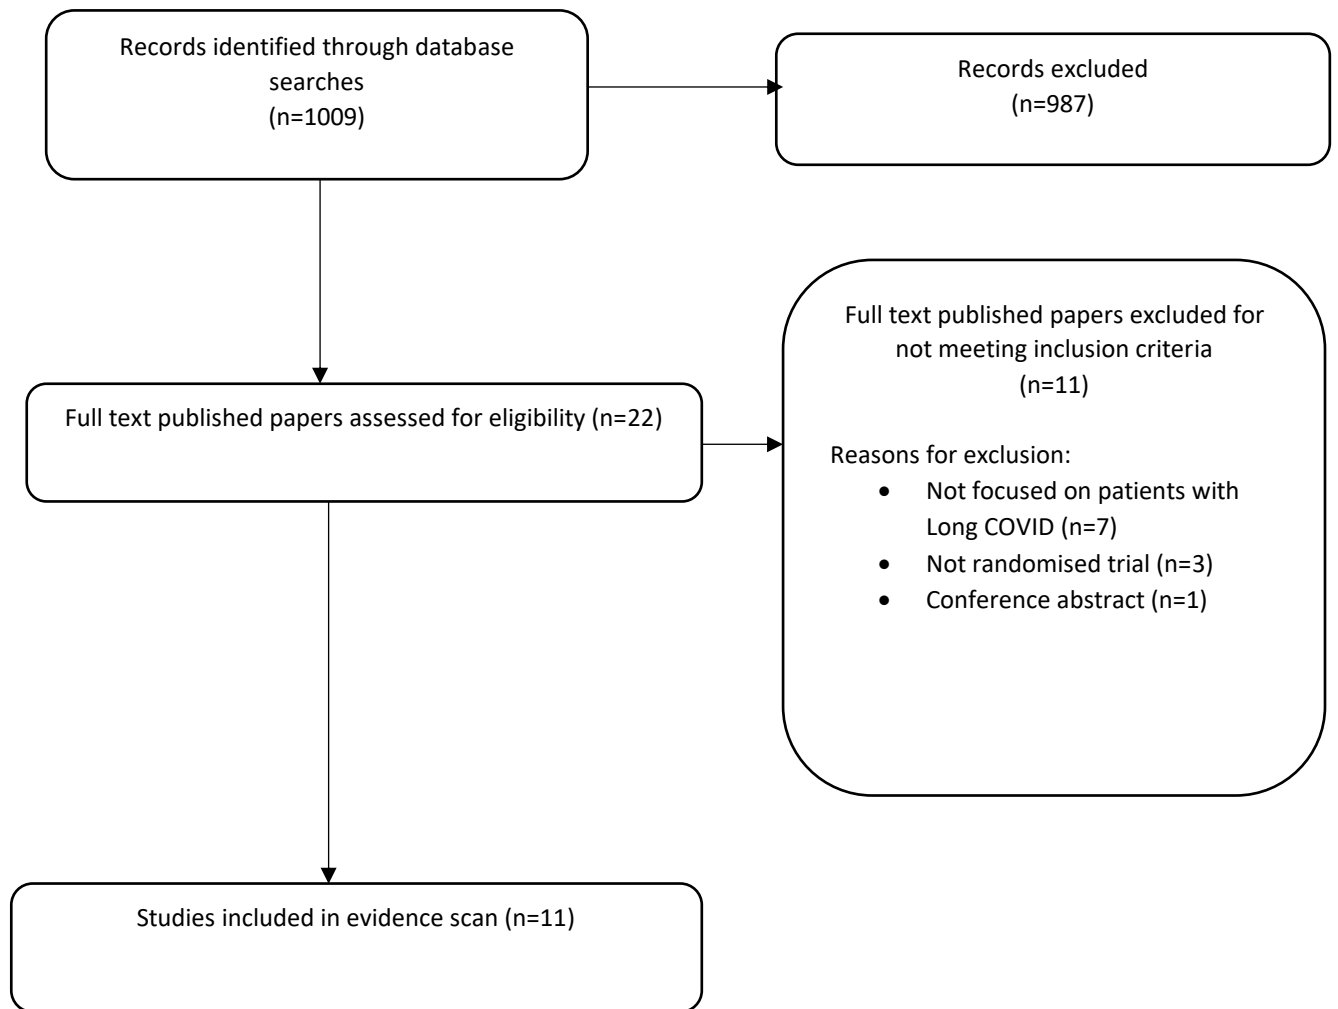 Records identified through database
searches
(n=1009)
Records excluded
(n=987)
Full text published papers excluded for
not meeting inclusion criteria
(n=11)
Reasons for exclusion:
• Not focused on patients with
Long COVID (n=7)
• Not randomised trial (n=3)
• Conference abstract (n=1)
Full text published papers assessed for eligibility (n=22)
Studies included in evidence scan (n=11)